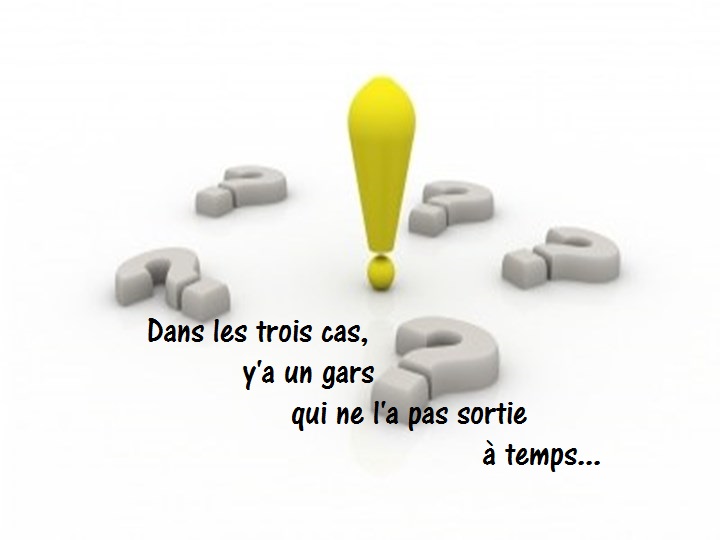 Dans les trois cas,
y'a un gars
qui ne l'a pas sortie
à temps...